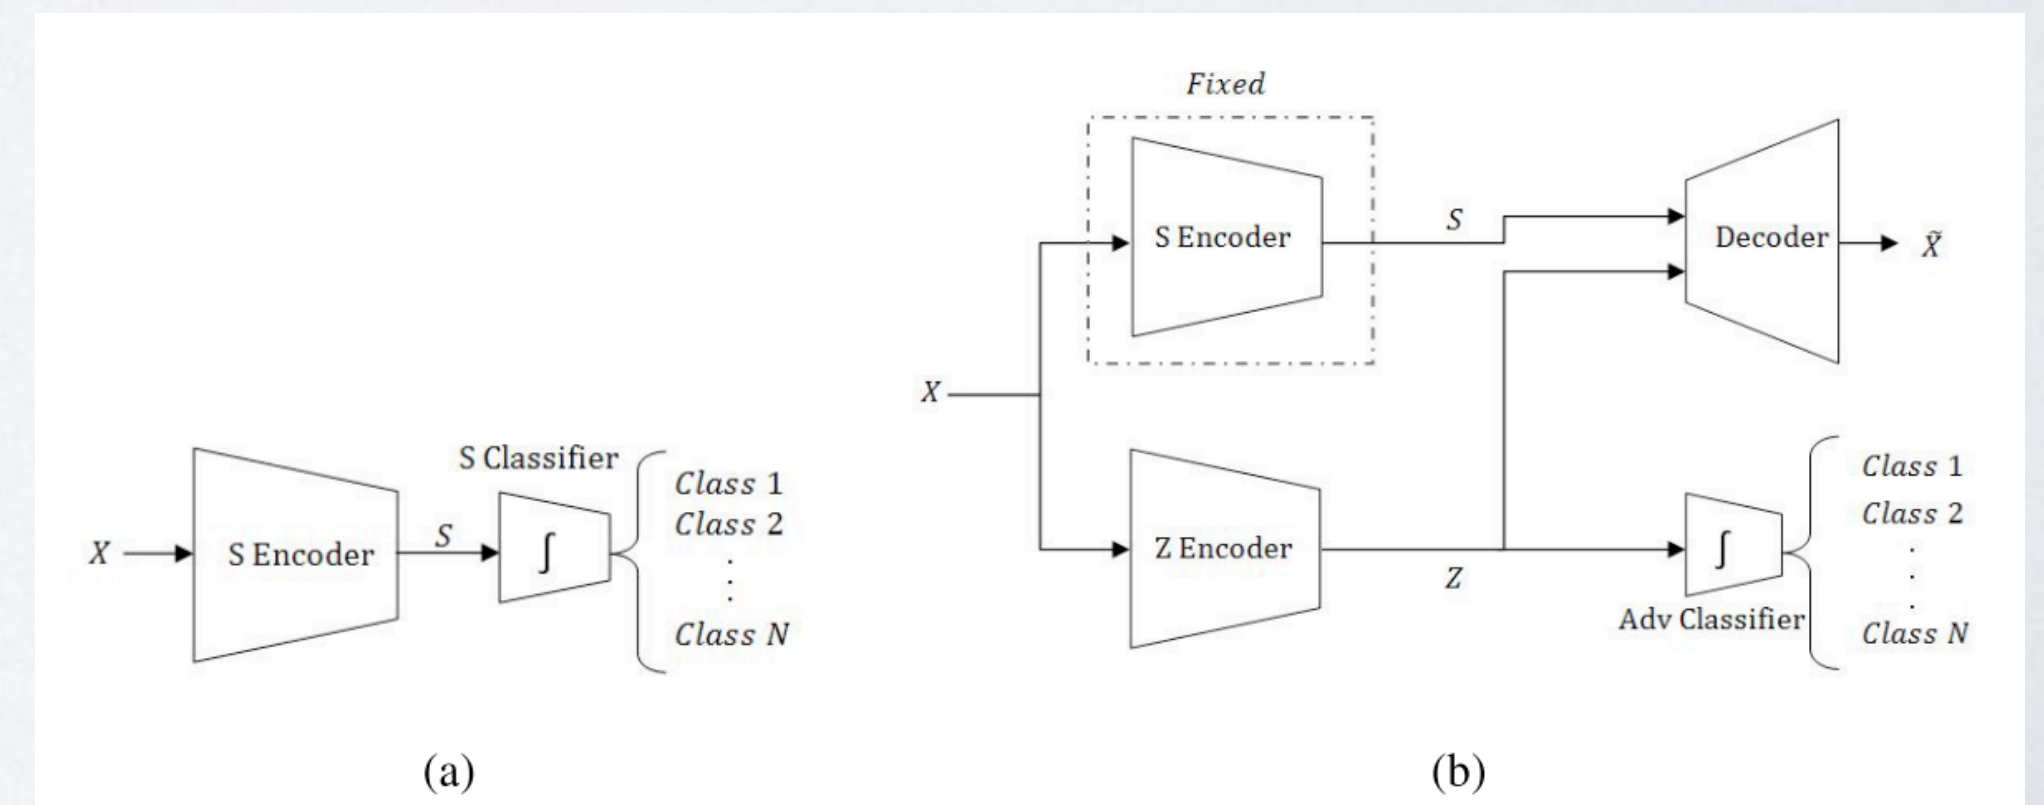 X
S Encoder
S
S Classifier
∫
Class 1
Class 2
⋮
Class N
(a)
Fixed
X
S Encoder
S
Decoder
X̃
Z Encoder
Z
∫
Adv Classifier
Class 1
Class 2
⋮
Class N
(b)